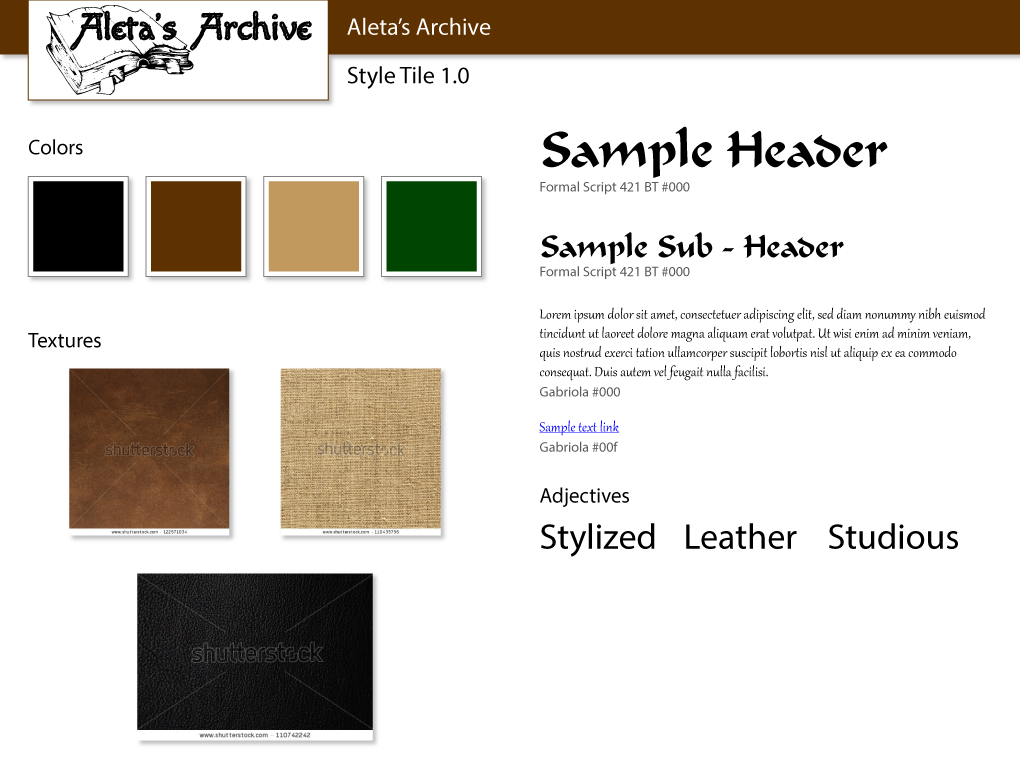 Aleta's Archive
Aleta’s Archive
Style Tile 1.0
Colors
Textures
shutterstock
www.shutterstock.com · 122571034
shutterstock
www.shutterstock.com · 110435756
shutterstock
www.shutterstock.com · 110742242
Sample Header
Formal Script 421 BT #000
Sample Sub - Header
Formal Script 421 BT #000
Lorem ipsum dolor sit amet, consectetuer adipiscing elit, sed diam nonummy nibh euismod
tincidunt ut laoreet dolore magna aliquam erat volutpat. Ut wisi enim ad minim veniam,
quis nostrud exerci tation ullamcorper suscipit lobortis nisl ut aliquip ex ea commodo
consequat. Duis autem vel feugait nulla facilisi.
Gabriola #000
Sample text link
Gabriola #00f
Adjectives
Stylized Leather Studious